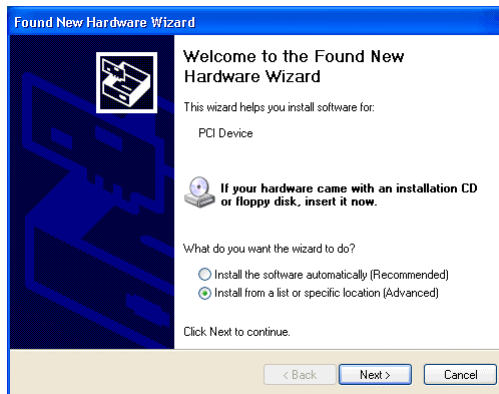 Found New Hardware Wizard
Welcome to the Found New
Hardware Wizard
This wizard helps you install software for:
PCI Device
If your hardware came with an installation CD
or floppy disk, insert it now.
What do you want the wizard to do?
Install the software automatically (Recommended)
Install from a list or specific location (Advanced)
Click Next to continue.
< Back
Next >
Cancel